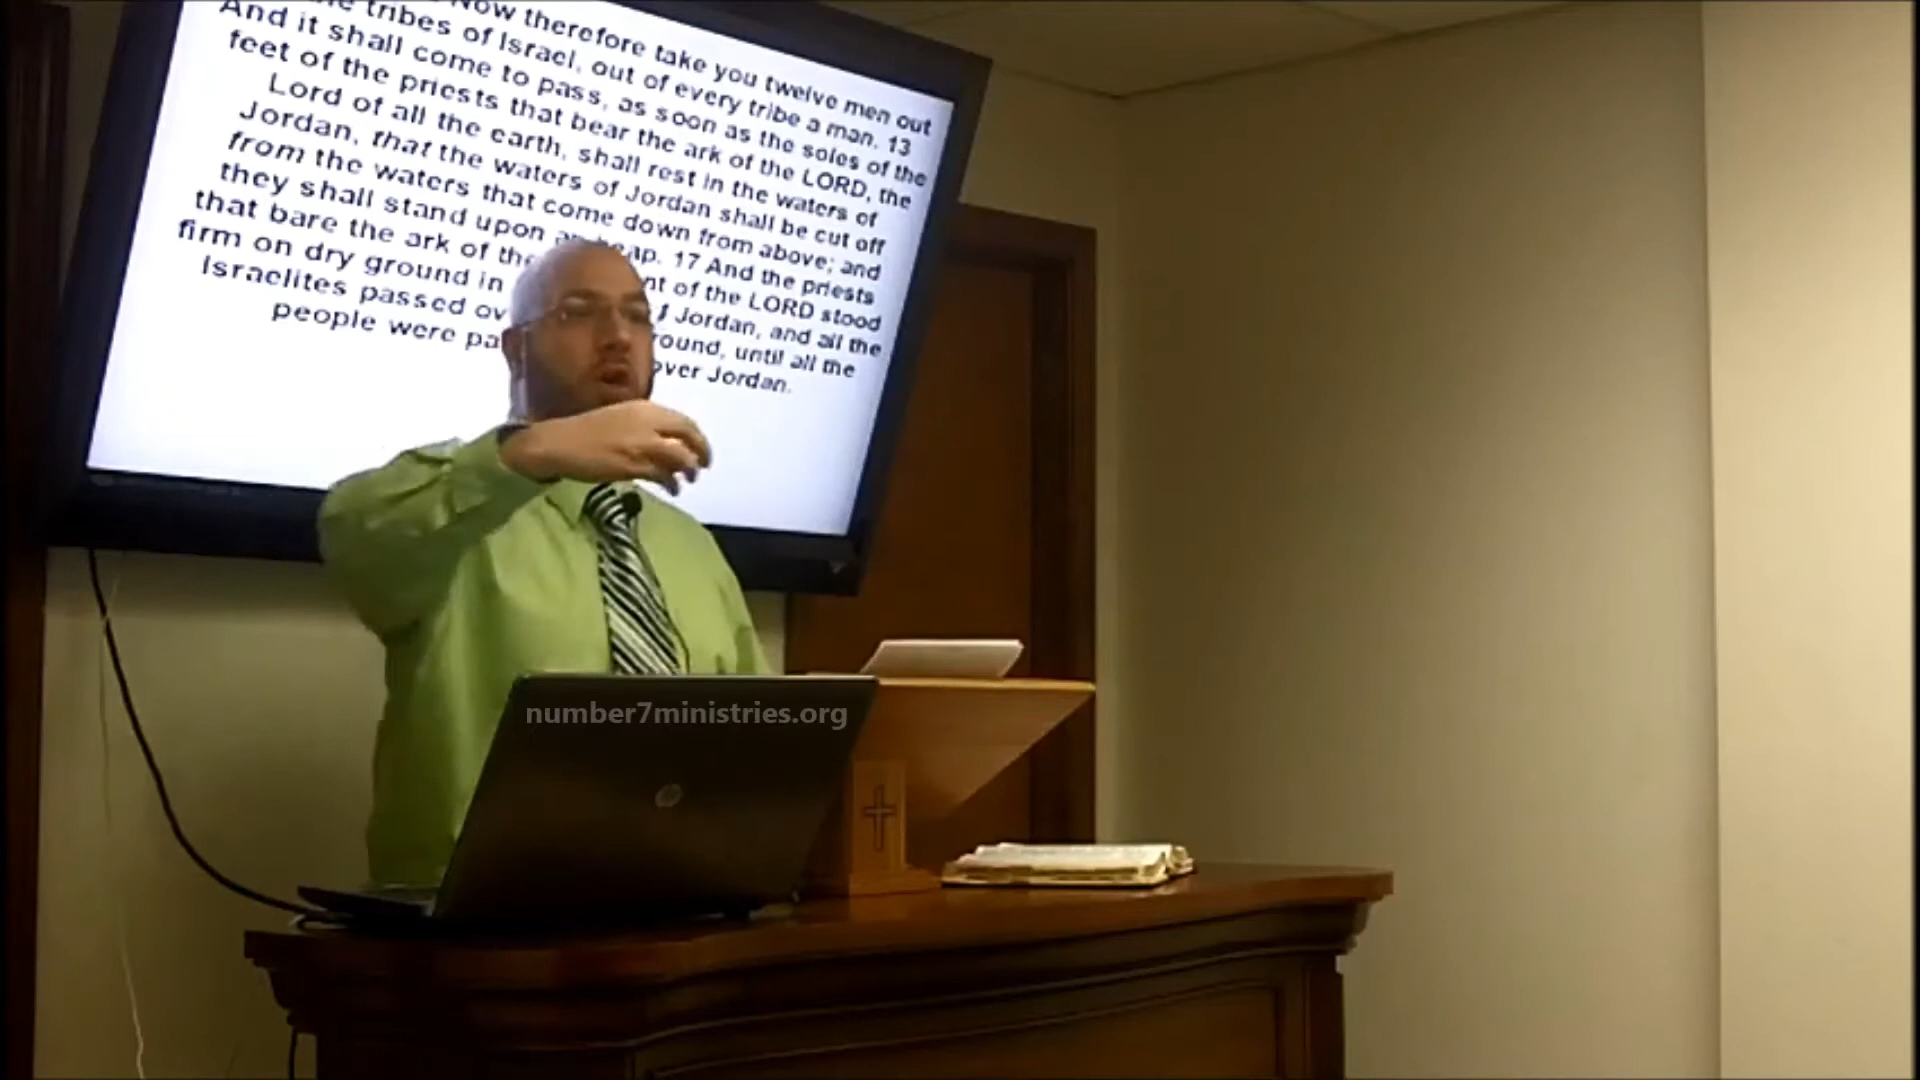 Now therefore take you twelve men out
tribes of Israel, out of every tribe a man. 13
And it shall come to pass, as soon as the soles of the
feet of the priests that bear the ark of the LORD, the
Lord of all the earth, shall rest in the waters of
Jordan, that the waters of Jordan shall be cut off
from the waters that come down from above; and
they shall stand upon an heap. 17 And the priests
that bare the ark of the nt of the LORD stood
firm on dry ground in Jordan, and all the
Israelites passed ov round, until all the
people were pa over Jordan.
number7ministries.org
hp